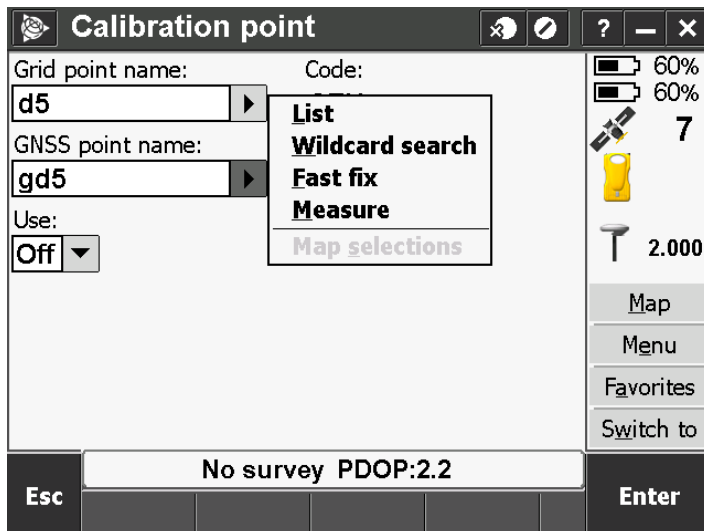 Calibration point
?
Grid point name:
Code:
60%
60%
d5
List
7
GNSS point name:
Wildcard search
gd5
Fast fix
Use:
Measure
Off
Map selections
2.000
Map
Menu
Favorites
Switch to
No survey PDOP:2.2
Esc
Enter